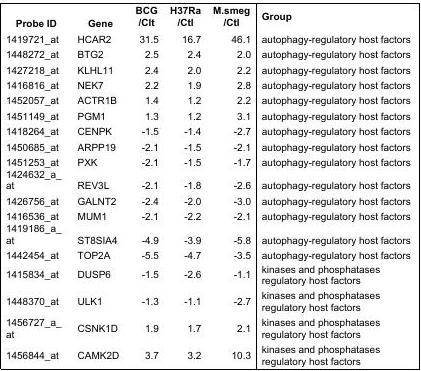 Probe ID Gene BCG /Clt H37Ra /Ctl M.smeg /Ctl Group
1419721_at HCAR2 31.5 16.7 46.1 autophagy-regulatory host factors
1448272_at BTG2 2.5 2.4 2.0 autophagy-regulatory host factors
1427218_at KLHL11 2.4 2.0 2.2 autophagy-regulatory host factors
1416816_at NEK7 2.2 1.9 2.8 autophagy-regulatory host factors
1452057_at ACTR1B 1.4 1.2 2.2 autophagy-regulatory host factors
1451149_at PGM1 1.3 1.2 3.1 autophagy-regulatory host factors
1418264_at CENPK -1.5 -1.4 -2.7 autophagy-regulatory host factors
1450685_at ARPP19 -2.1 -1.5 -2.1 autophagy-regulatory host factors
1451253_at PXK -2.1 -1.5 -1.7 autophagy-regulatory host factors
1424632_a_
at REV3L -2.1 -1.8 -2.6 autophagy-regulatory host factors
1426756_at GALNT2 -2.4 -2.0 -3.0 autophagy-regulatory host factors
1416536_at MUM1 -2.1 -2.2 -2.1 autophagy-regulatory host factors
1419186_a_
at ST8SIA4 -4.9 -3.9 -5.8 autophagy-regulatory host factors
1442454_at TOP2A -5.5 -4.7 -3.5 autophagy-regulatory host factors
1415834_at DUSP6 -1.5 -2.6 -1.1 kinases and phosphatases
regulatory host factors
1448370_at ULK1 -1.3 -1.1 -2.7 kinases and phosphatases
regulatory host factors
1456727_a_
at CSNK1D 1.9 1.7 2.1 kinases and phosphatases
regulatory host factors
1456844_at CAMK2D 3.7 3.2 10.3 kinases and phosphatases
regulatory host factors